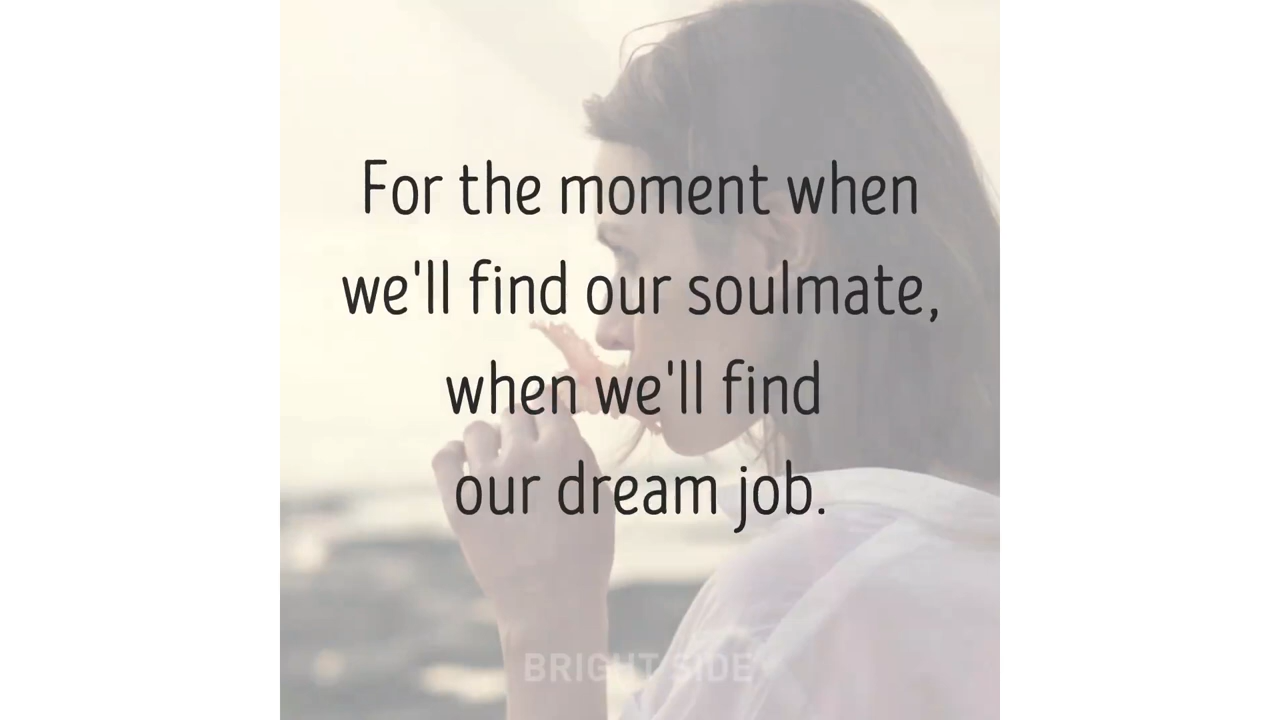 For the moment when
we'll find our soulmate,
when we'll find
our dream job.
BRIGHT SIDE